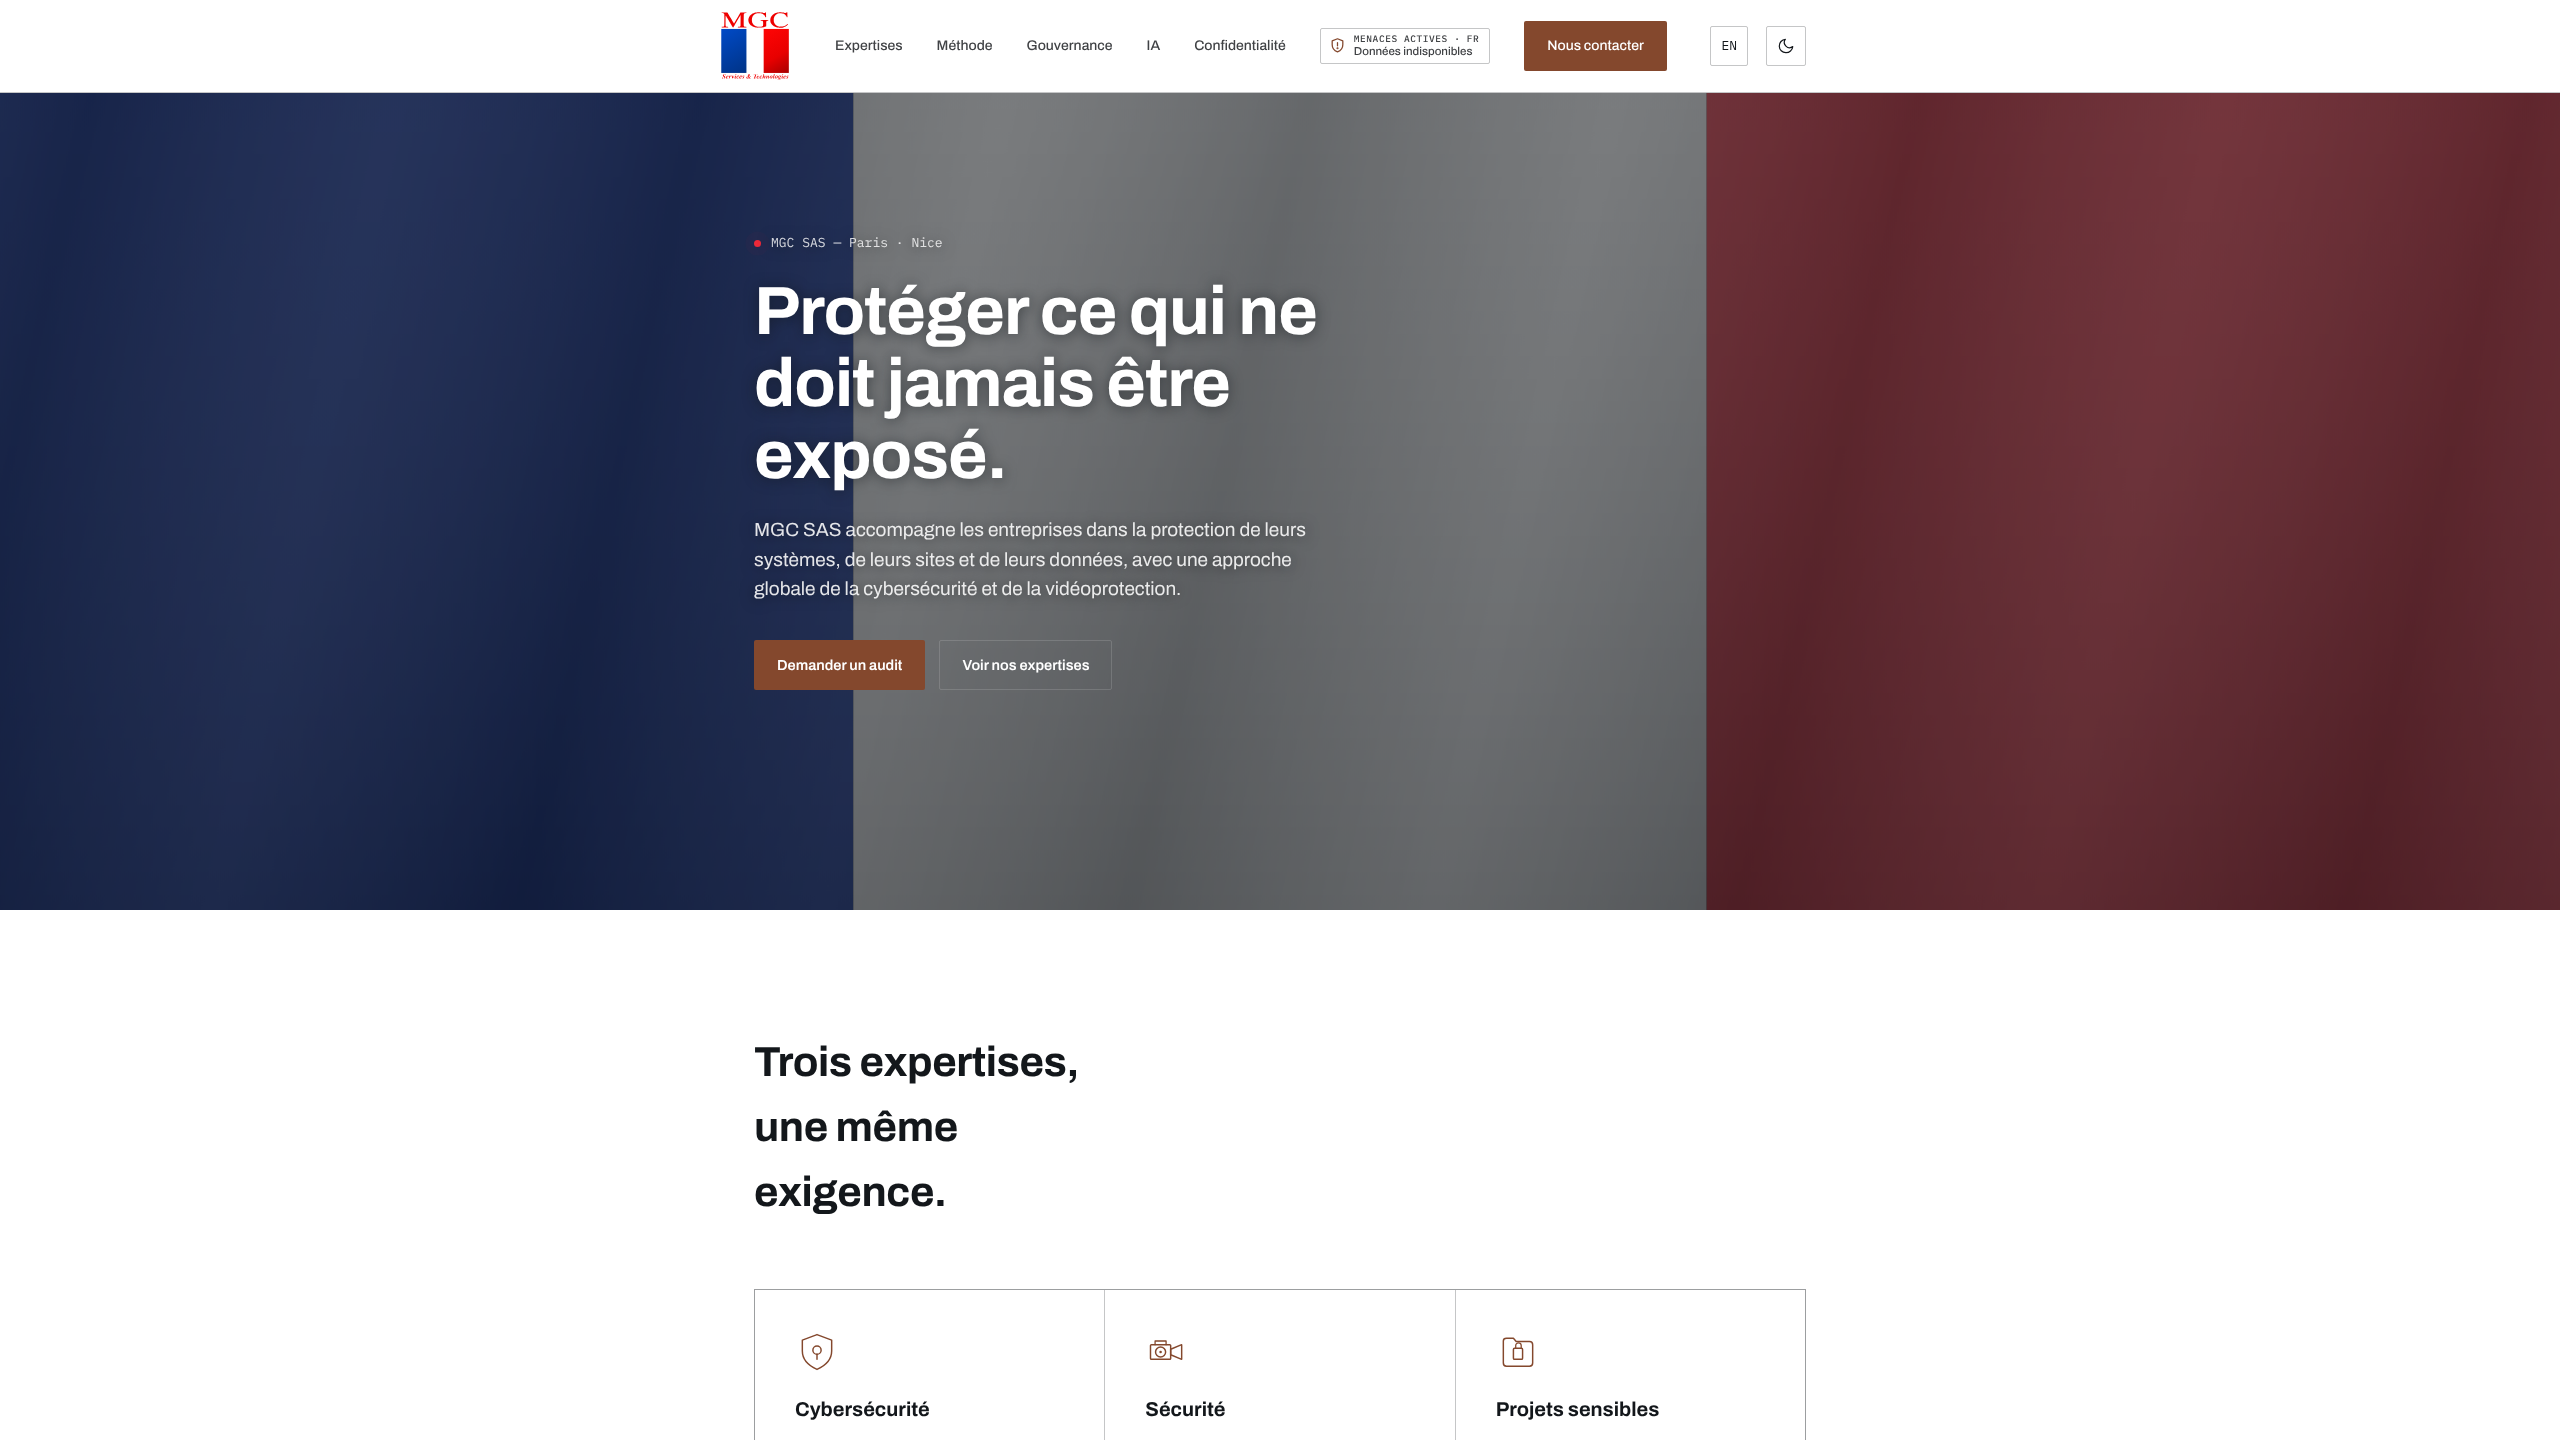 MGC
Services & Technologies
Expertises
Méthode
Gouvernance
IA
Confidentialité
MENACES ACTIVES · FR
Données indisponibles
Nous contacter
EN
MGC SAS — Paris · Nice
Protéger ce qui ne
doit jamais être
exposé.
MGC SAS accompagne les entreprises dans la protection de leurs
systèmes, de leurs sites et de leurs données, avec une approche
globale de la cybersécurité et de la vidéoprotection.
Demander un audit
Voir nos expertises
Trois expertises,
une même
exigence.
Cybersécurité
Sécurité
Projets sensibles